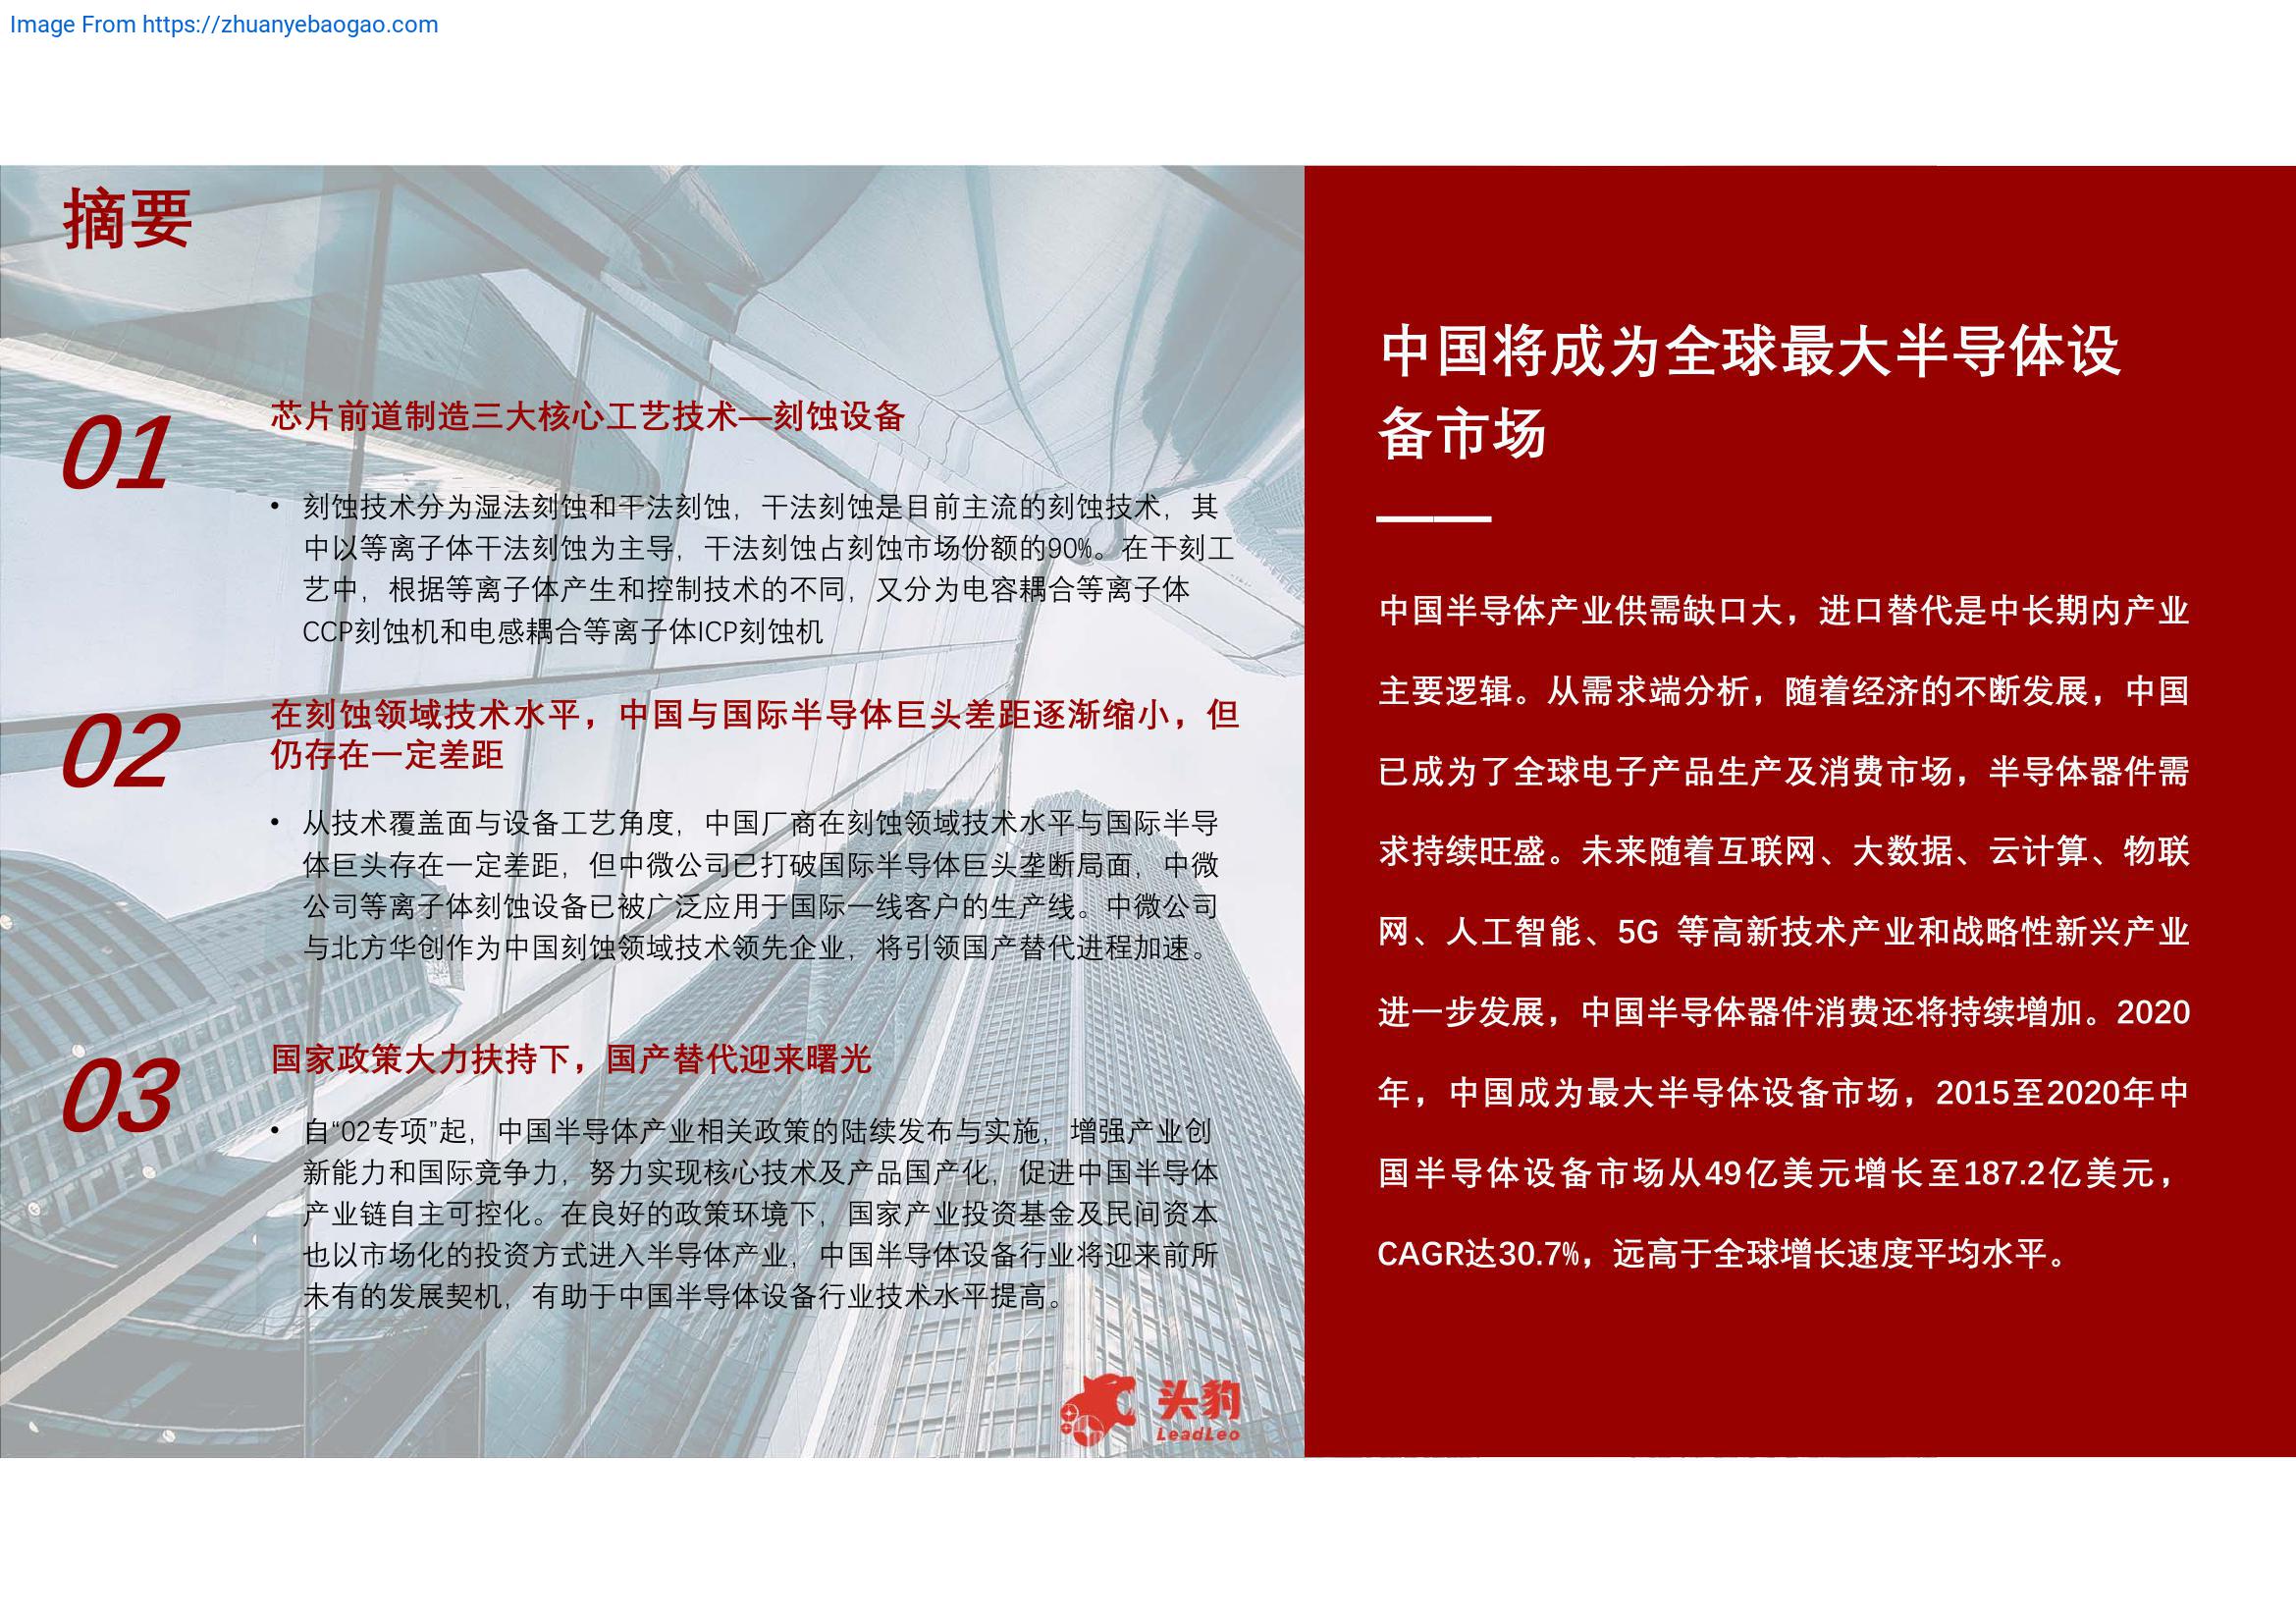 Image From https://zhuanyebaogao.com
摘要
01
芯片前道制造三大核心工艺技术—刻蚀设备
• 刻蚀技术分为湿法刻蚀和干法刻蚀，干法刻蚀是目前主流的刻蚀技术，其
中以等离子体干法刻蚀为主导，干法刻蚀占刻蚀市场份额的90%。在干刻工
艺中，根据等离子体产生和控制技术的不同，又分为电容耦合等离子体
CCP刻蚀机和电感耦合等离子体ICP刻蚀机
02
在刻蚀领域技术水平，中国与国际半导体巨头差距逐渐缩小，但
仍存在一定差距
• 从技术覆盖面与设备工艺角度，中国厂商在刻蚀领域技术水平与国际半导
体巨头存在一定差距，但中微公司已打破国际半导体巨头垄断局面，中微
公司等离子体刻蚀设备已被广泛应用于国际一线客户的生产线。中微公司
与北方华创作为中国刻蚀领域技术领先企业，将引领国产替代进程加速。
03
国家政策大力扶持下，国产替代迎来曙光
• 自“02专项”起，中国半导体产业相关政策的陆续发布与实施，增强产业创
新能力和国际竞争力，努力实现核心技术及产品国产化，促进中国半导体
产业链自主可控化。在良好的政策环境下，国家产业投资基金及民间资本
也以市场化的投资方式进入半导体产业，中国半导体设备行业将迎来前所
未有的发展契机，有助于中国半导体设备行业技术水平提高。
头豹
LeadLeo
中国将成为全球最大半导体设
备市场
中国半导体产业供需缺口大，进口替代是中长期内产业
主要逻辑。从需求端分析，随着经济的不断发展，中国
已成为了全球电子产品生产及消费市场，半导体器件需
求持续旺盛。未来随着互联网、大数据、云计算、物联
网、人工智能、5G 等高新技术产业和战略性新兴产业
进一步发展，中国半导体器件消费还将持续增加。2020
年，中国成为最大半导体设备市场，2015至2020年中
国半导体设备市场从49亿美元增长至187.2亿美元，
CAGR达30.7%，远高于全球增长速度平均水平。